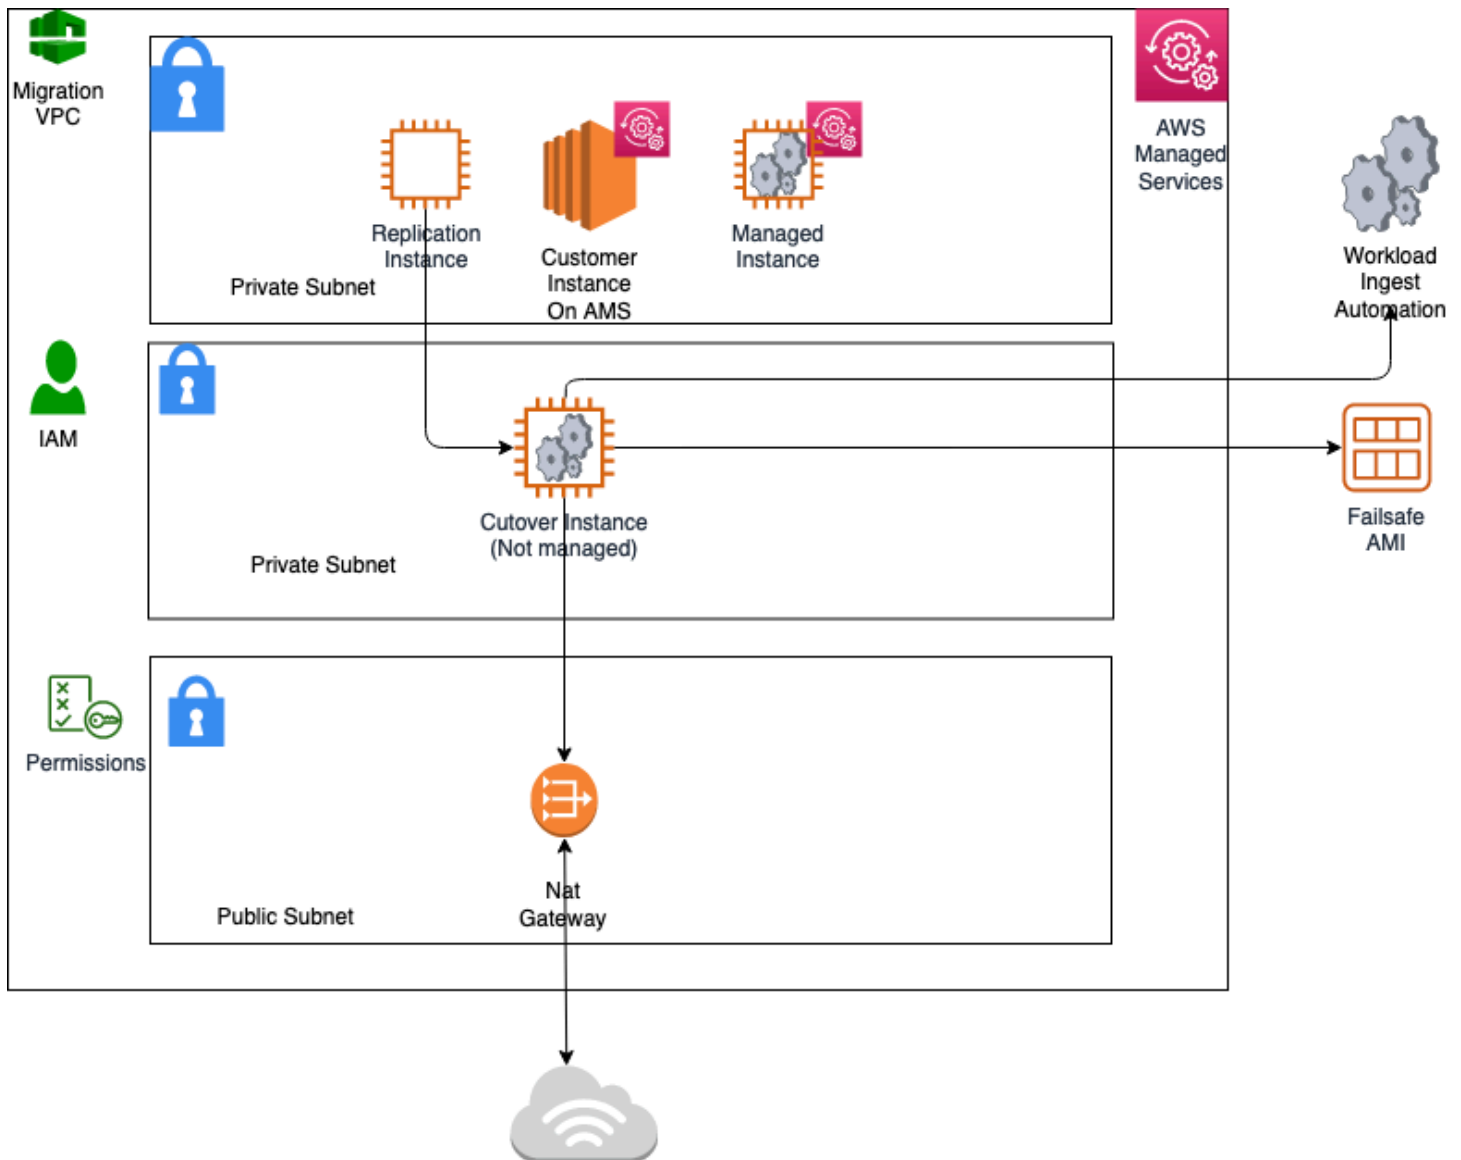 Migration
VPC
AWS
Managed
Services
Replication
Instance
Customer
Instance
On AMS
Managed
Instance
Private Subnet
Workload
Ingest
Automation
IAM
Cutover Instance
(Not managed)
Private Subnet
Failsafe
AMI
Permissions
Nat
Gateway
Public Subnet